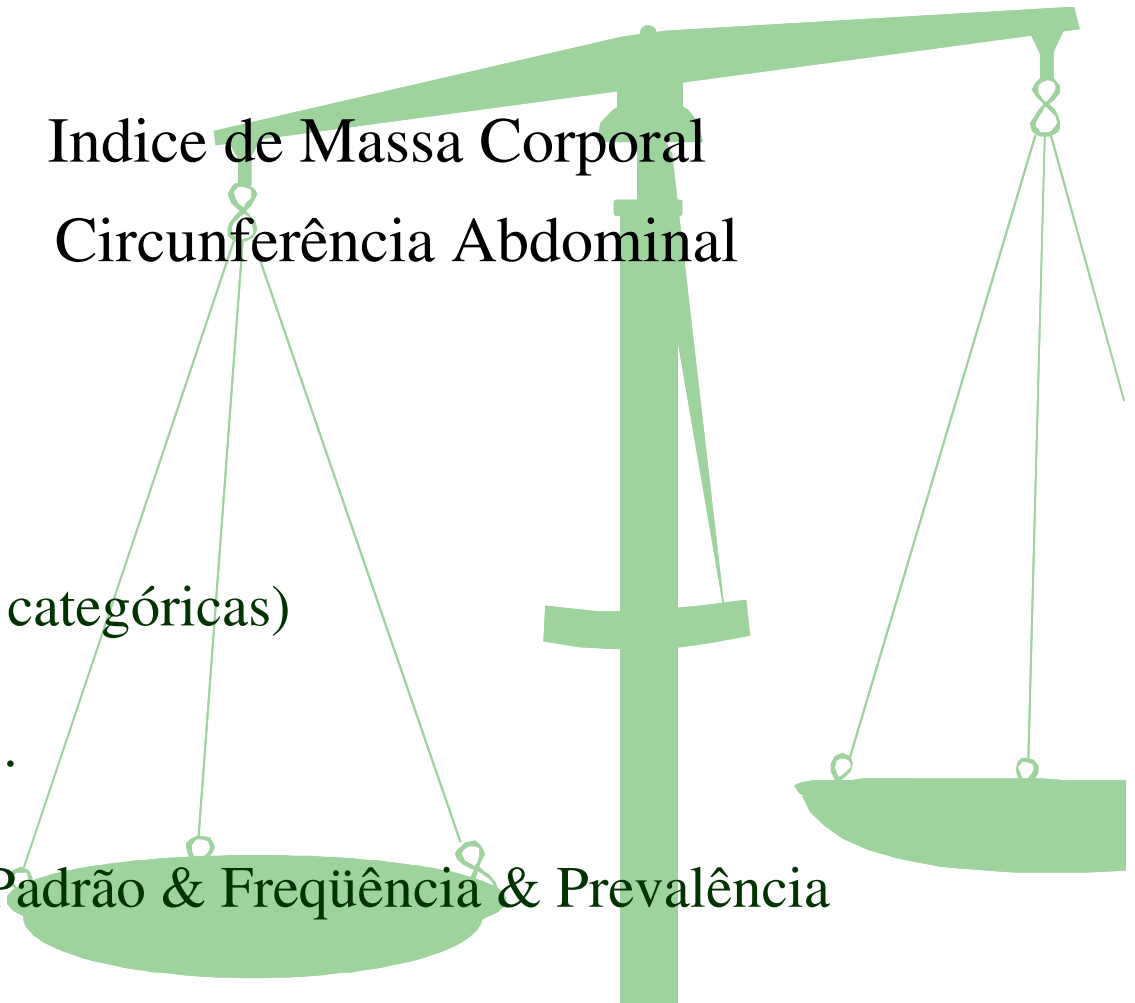 Indice de Massa Corporal
Circunferência Abdominal
categóricas)
.
Padrão & Freqüência & Prevalência